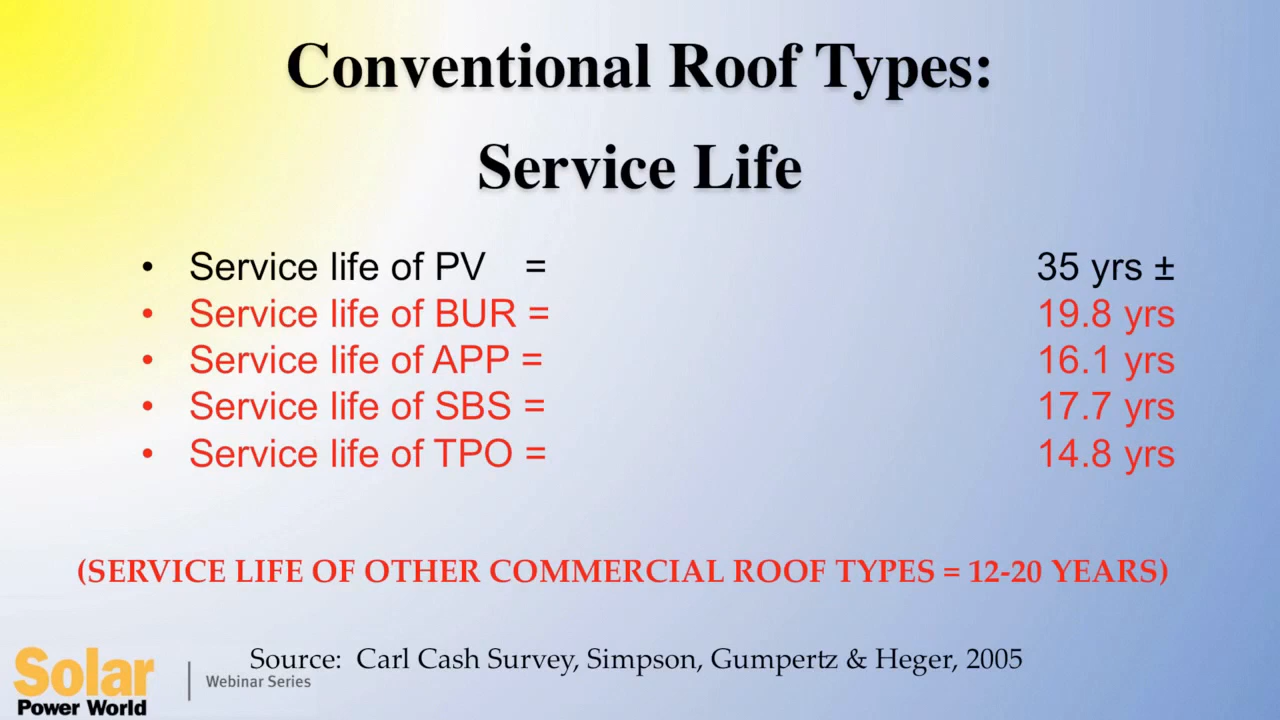 Conventional Roof Types:
Service Life
• Service life of PV = 35 yrs ±
• Service life of BUR = 19.8 yrs
• Service life of APP = 16.1 yrs
• Service life of SBS = 17.7 yrs
• Service life of TPO = 14.8 yrs
(SERVICE LIFE OF OTHER COMMERCIAL ROOF TYPES = 12-20 YEARS)
Source: Carl Cash Survey, Simpson, Gumpertz & Heger, 2005
Solar
Power World
Webinar Series